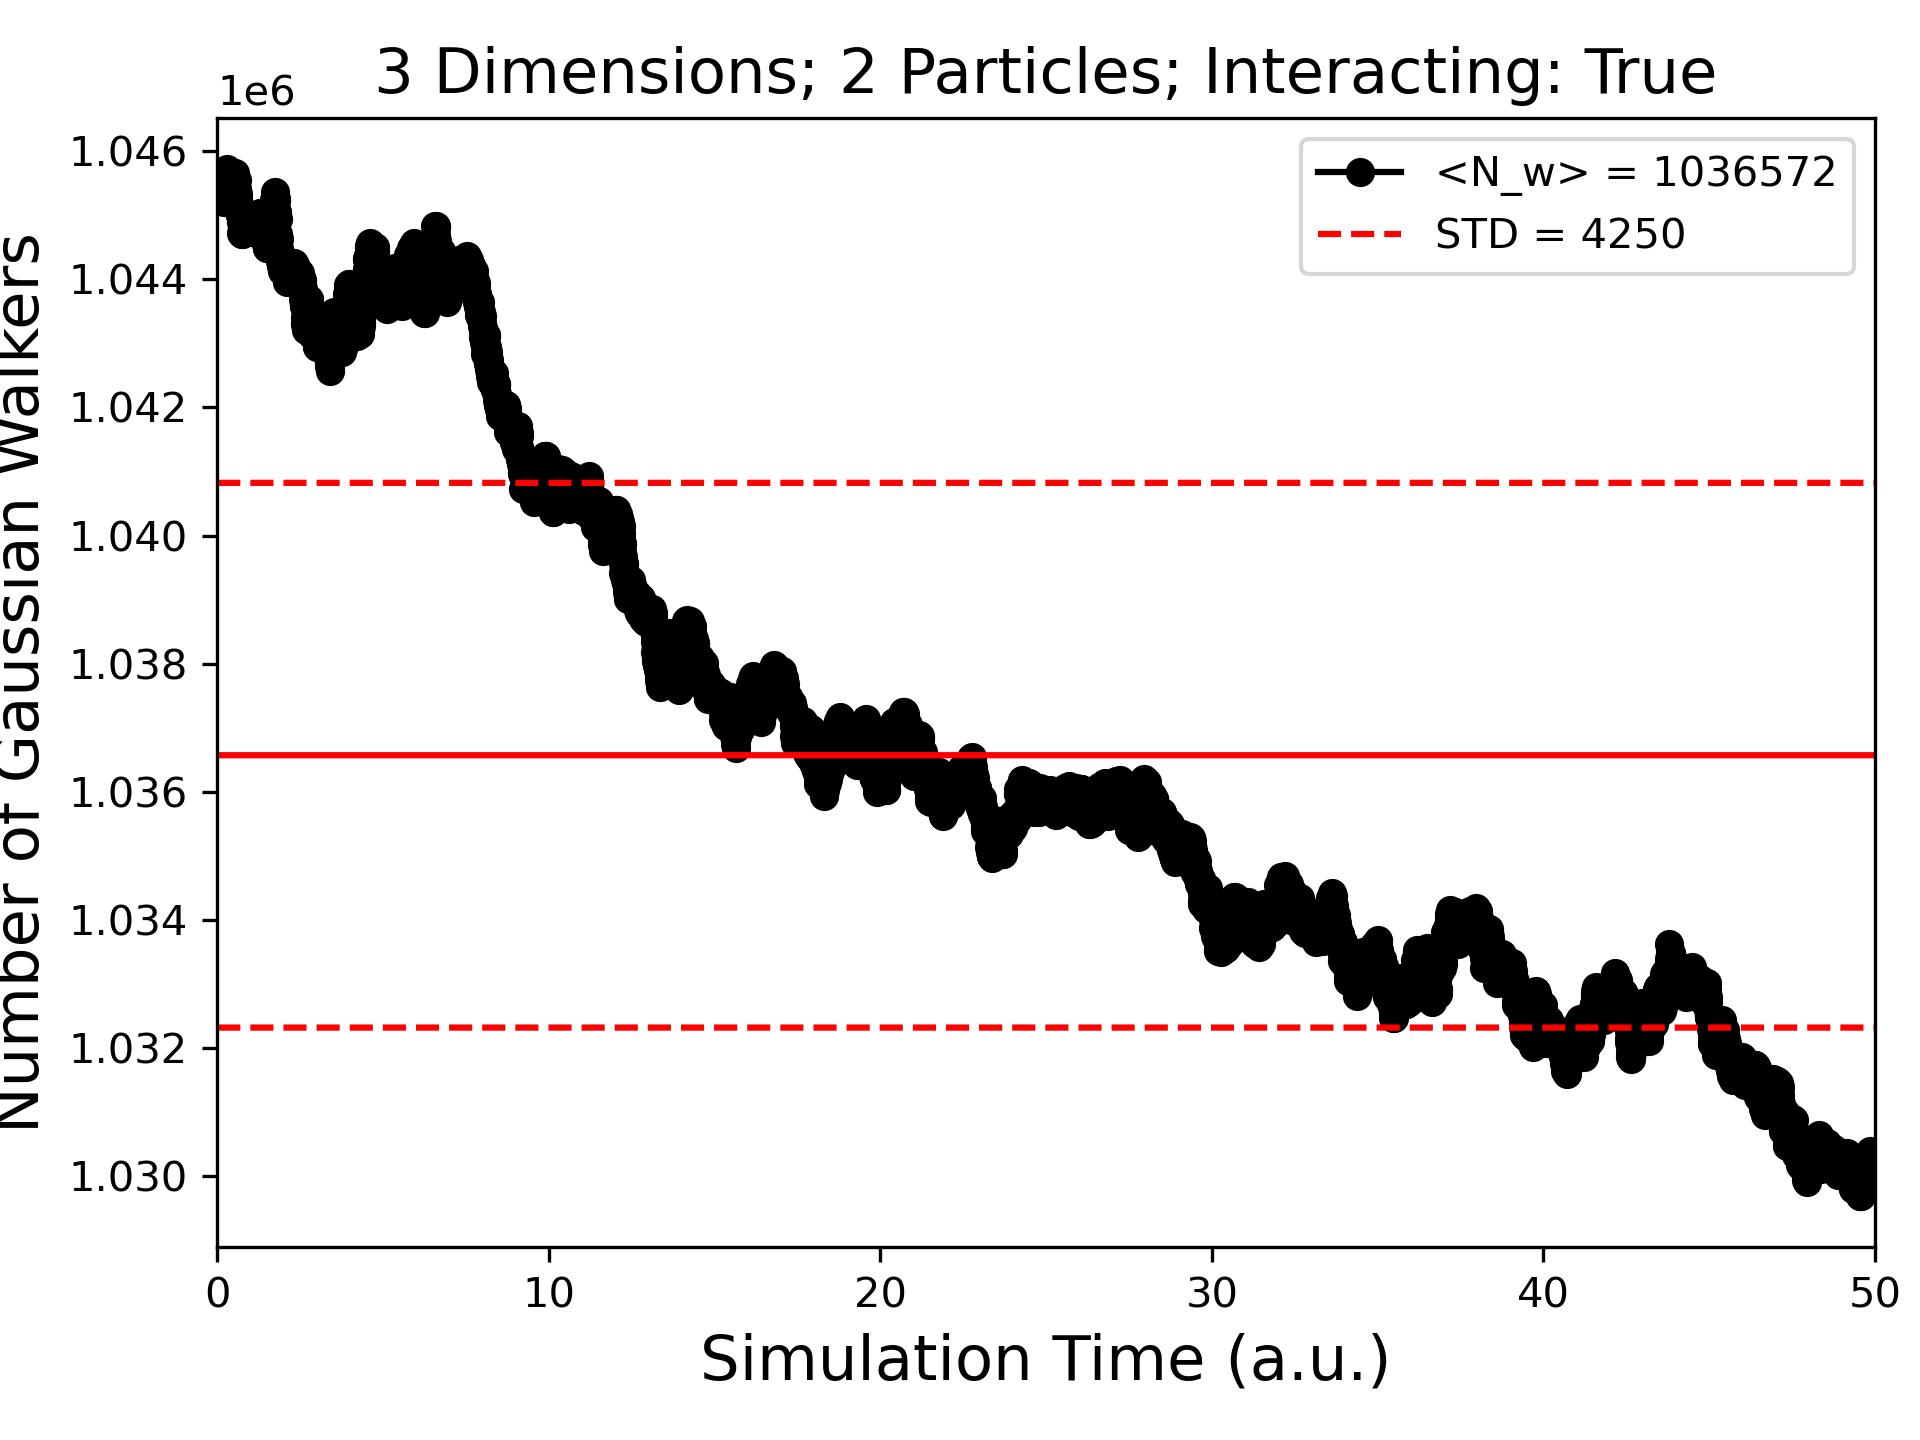 3 Dimensions; 2 Particles; Interacting: True
1e6
<N_w> = 1036572
STD = 4250
1.046
1.044
1.042
1.040
1.038
1.036
1.034
1.032
1.030
Number of Gaussian Walkers
0 10 20 30 40 50
Simulation Time (a.u.)